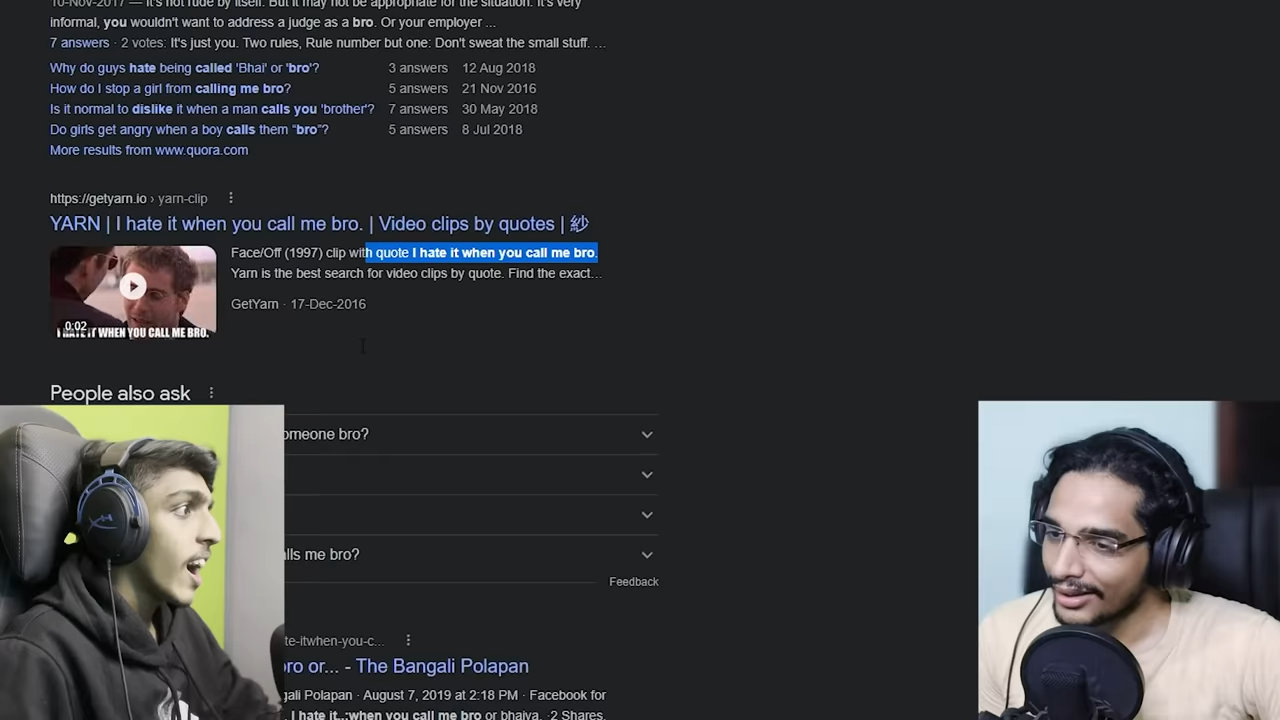 10-Nov-2017 — It's not rude by itself. But it may not be appropriate for the situation. It's very
informal, you wouldn't want to address a judge as a bro. Or your employer ...
7 answers · 2 votes: It's just you. Two rules, Rule number but one: Don't sweat the small stuff. ...
Why do guys hate being called 'Bhai' or 'bro'? 3 answers 12 Aug 2018
How do I stop a girl from calling me bro? 5 answers 21 Nov 2016
Is it normal to dislike it when a man calls you 'brother'? 7 answers 30 May 2018
Do girls get angry when a boy calls them “bro”? 5 answers 8 Jul 2018
More results from www.quora.com
https://getyarn.io › yarn-clip
YARN | I hate it when you call me bro. | Video clips by quotes | 紗
Face/Off (1997) clip with quote I hate it when you call me bro.
Yarn is the best search for video clips by quote. Find the exact...
GetYarn · 17-Dec-2016
0:02
I HATE IT WHEN YOU CALL ME BRO.
People also ask
omeone bro?
alls me bro?
Feedback
te-itwhen-you-c...
bro or... - The Bangali Polapan
gali Polapan · August 7, 2019 at 2:18 PM · Facebook for
I hate it..:when you call me bro or bhaiya. ·2 Shares.